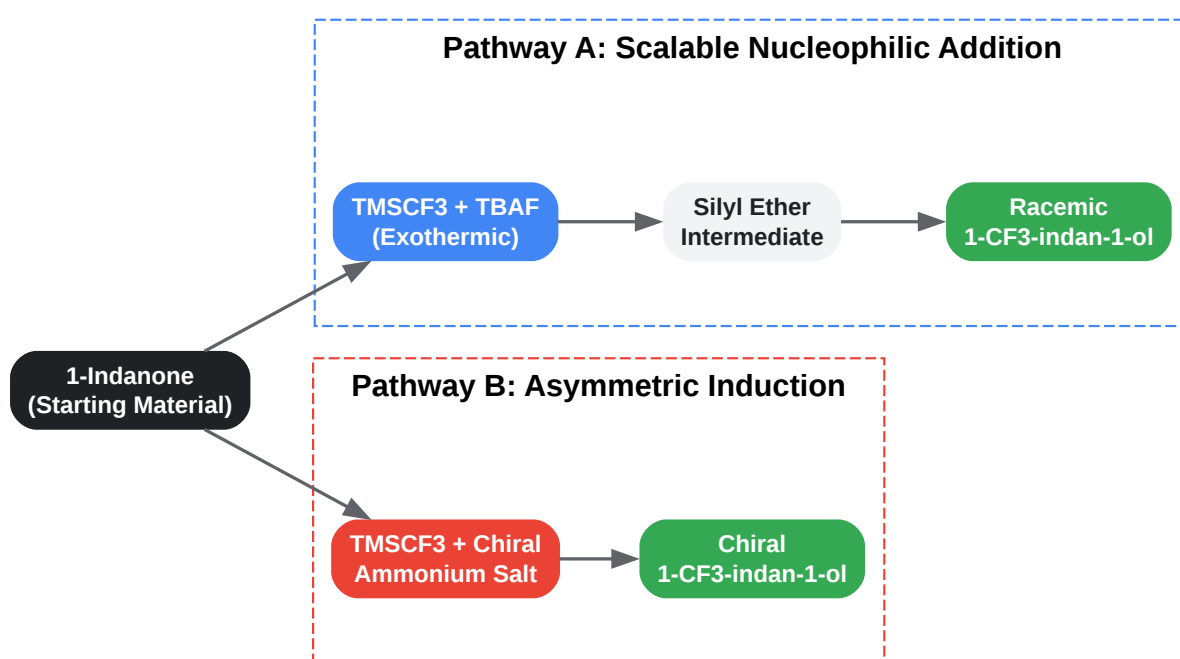 Pathway A: Scalable Nucleophilic Addition
TMSCF3 + TBAF
(Exothermic)
Silyl Ether
Intermediate
Racemic
1-CF3-indan-1-ol
1-Indanone
(Starting Material)
Pathway B: Asymmetric Induction
TMSCF3 + Chiral
Ammonium Salt
Chiral
1-CF3-indan-1-ol